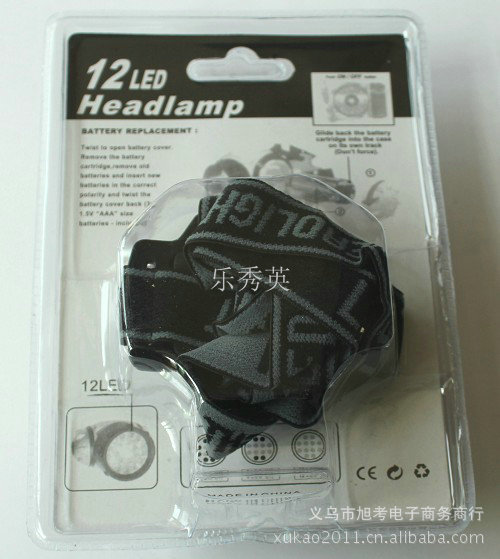 12 LED
Headlamp
BATTERY REPLACEMENT :
Twist to open battery cover.
Remove the battery
cartridge,remove old
batteries and insert new
batteries in the correct
polarity and twist the
battery cover back
1.5V "AAA" size
batteries
Glide back the battery
cartridge into the case
on its own track
(Don't force).
乐秀英
12LED
MADE IN CHINA
CE
义乌市旭考电子商务商行
xukao2011.cn.alibaba.com